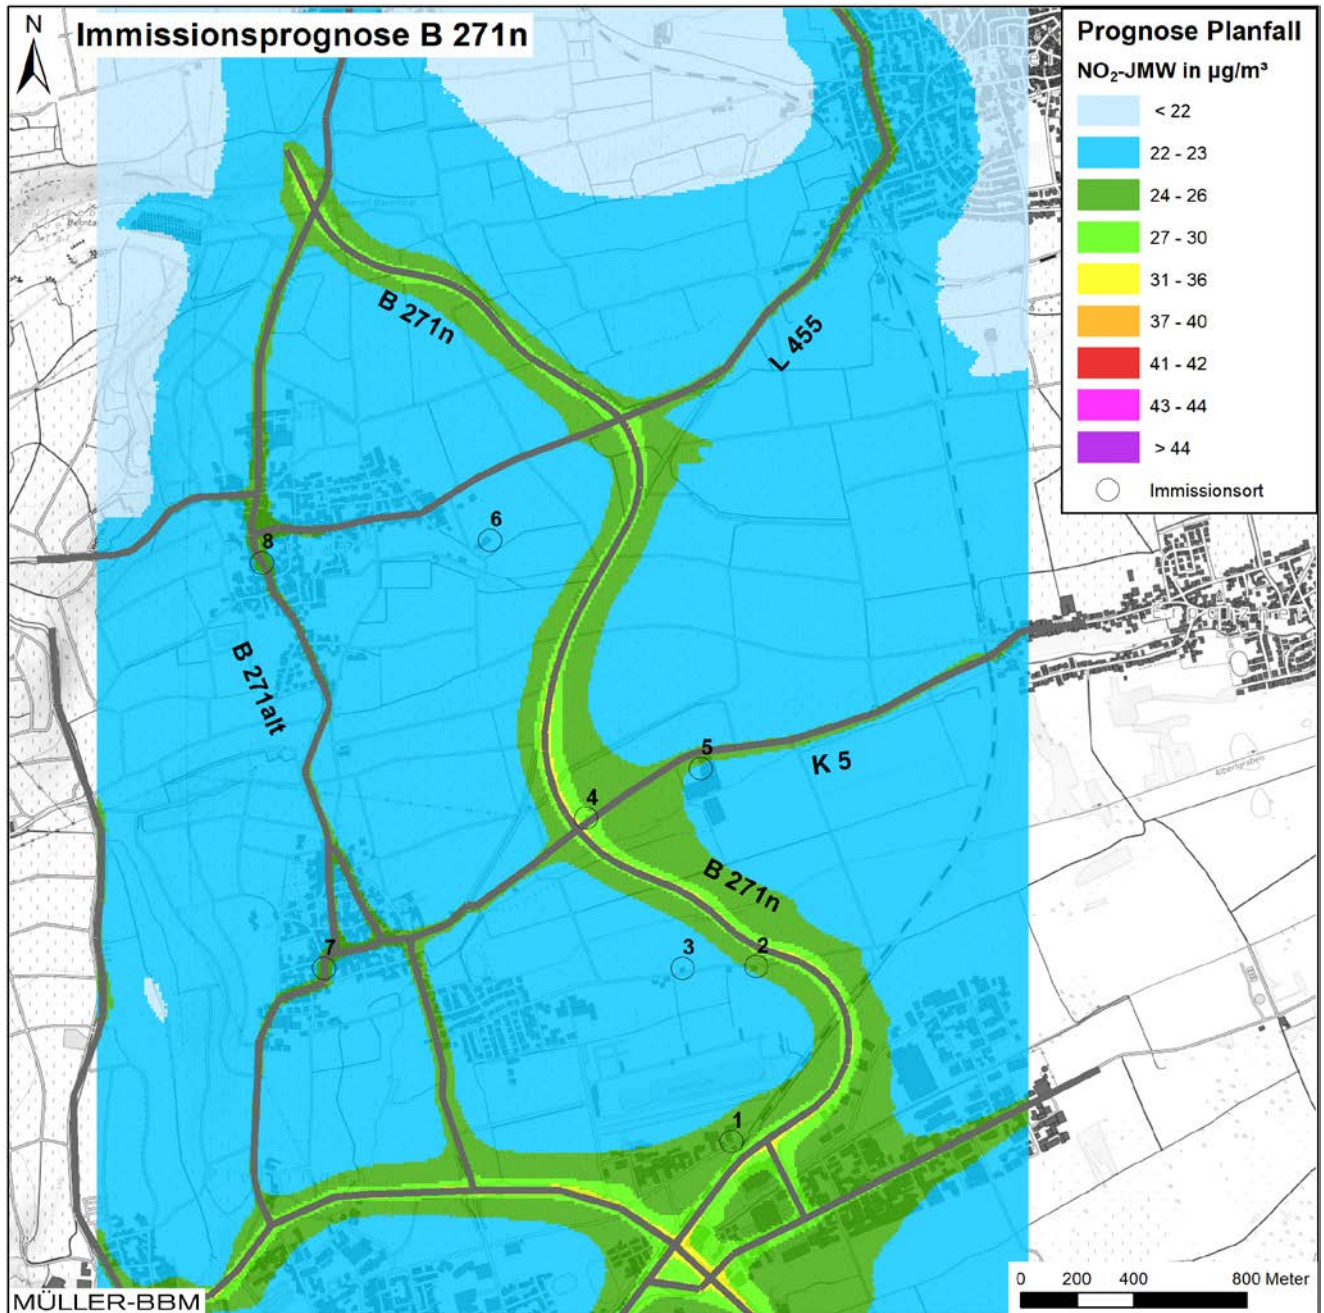 N
Immissionsprognose B 271n
Prognose Planfall
NO₂-JMW in µg/m³
< 22
22 - 23
24 - 26
27 - 30
31 - 36
37 - 40
41 - 42
43 - 44
> 44
Immissionsort
B 271n
L 455
6
8
B 271alt
5
K 5
4
B 271n
3
2
7
1
Albertgraben
MÜLLER-BBM
0 200 400 800 Meter